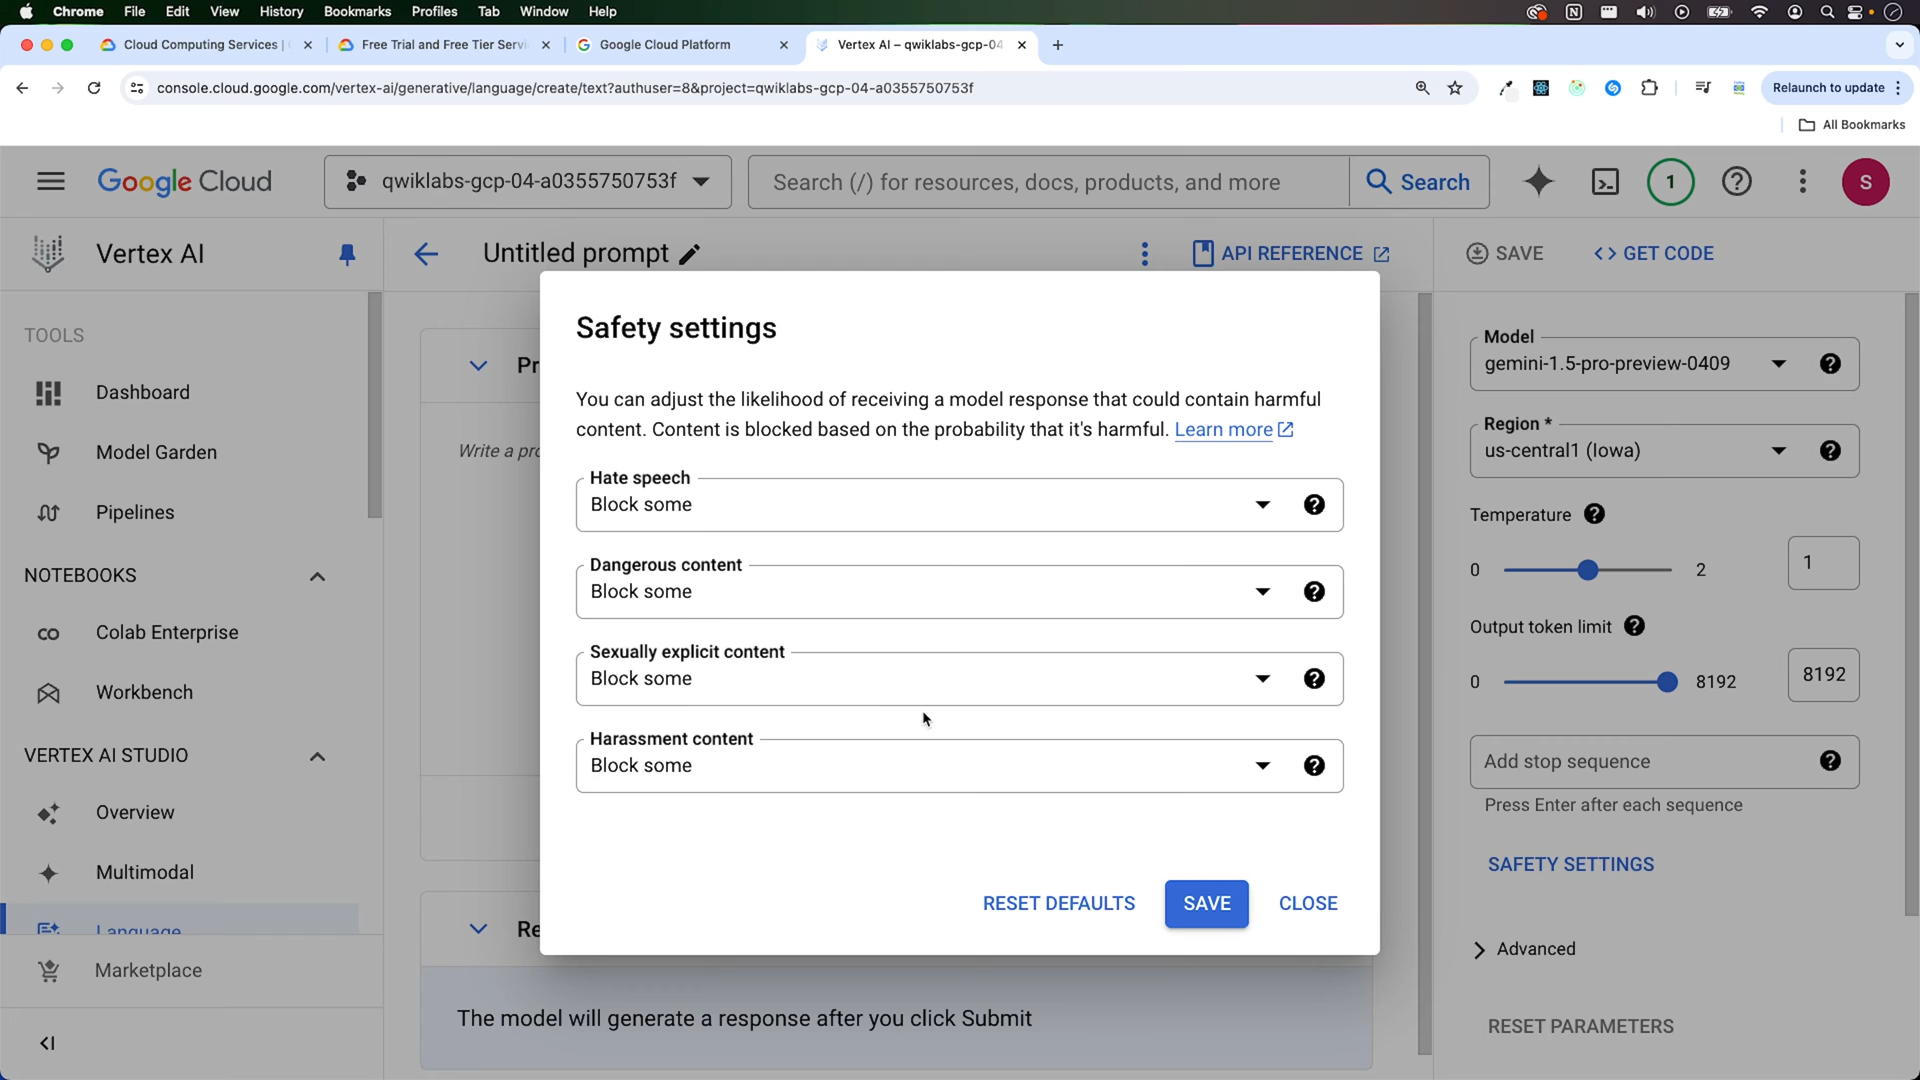 Chrome File Edit View History Bookmarks Profiles Tab Window Help
Cloud Computing Services |
Free Trial and Free Tier Servi
Google Cloud Platform
Vertex AI – qwiklabs-gcp-04
console.cloud.google.com/vertex-ai/generative/language/create/text?authuser=8&project=qwiklabs-gcp-04-a0355750753f
Relaunch to update
All Bookmarks
Google Cloud
qwiklabs-gcp-04-a0355750753f
Search (/) for resources, docs, products, and more
Search
1
S
Vertex AI
Untitled prompt
API REFERENCE
SAVE
GET CODE
TOOLS
Dashboard
Model Garden
Pipelines
NOTEBOOKS
Colab Enterprise
Workbench
VERTEX AI STUDIO
Overview
Multimodal
Language
Marketplace
Pr
Write a pro
Re
The model will generate a response after you click Submit
Safety settings
You can adjust the likelihood of receiving a model response that could contain harmful
content. Content is blocked based on the probability that it's harmful. Learn more
Hate speech
Block some
Dangerous content
Block some
Sexually explicit content
Block some
Harassment content
Block some
RESET DEFAULTS
SAVE
CLOSE
Model
gemini-1.5-pro-preview-0409
Region *
us-central1 (Iowa)
Temperature
0
2
1
Output token limit
0
8192
8192
Add stop sequence
Press Enter after each sequence
SAFETY SETTINGS
Advanced
RESET PARAMETERS